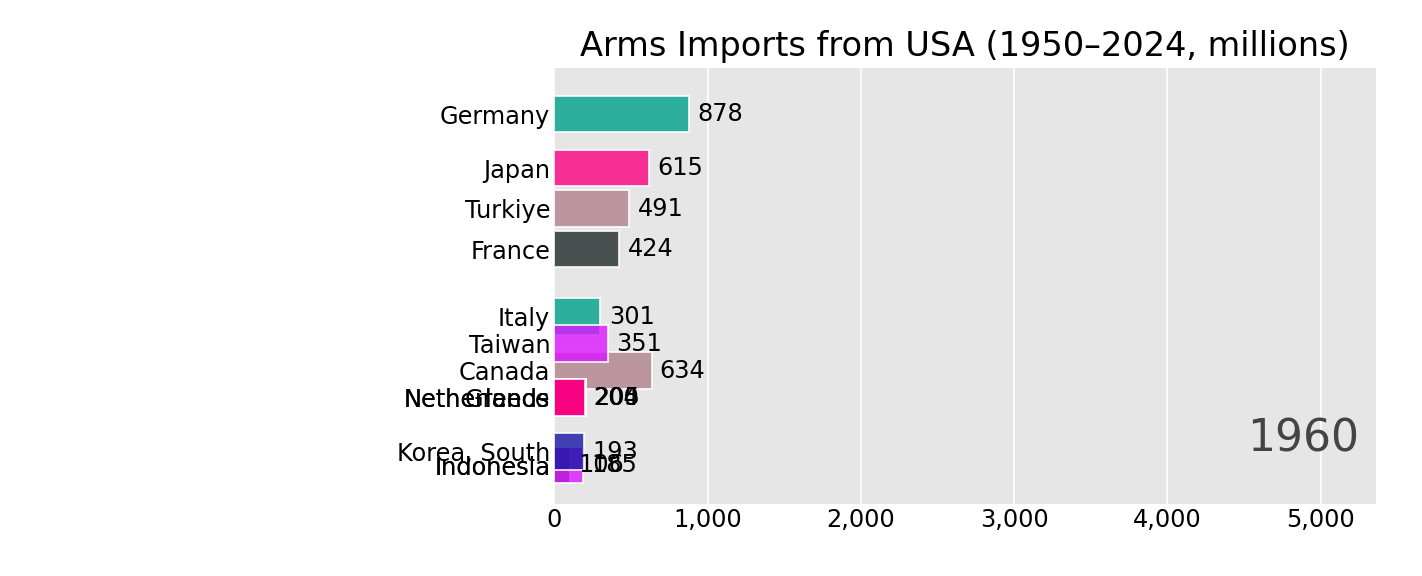 Arms Imports from USA (1950–2024, millions)
Germany 878
Japan 615
Turkiye 491
France 424
Italy 301
Taiwan 351
Canada 634
Netherlands
Korea, South 193
Indonesia 185
1960
0 1,000 2,000 3,000 4,000 5,000